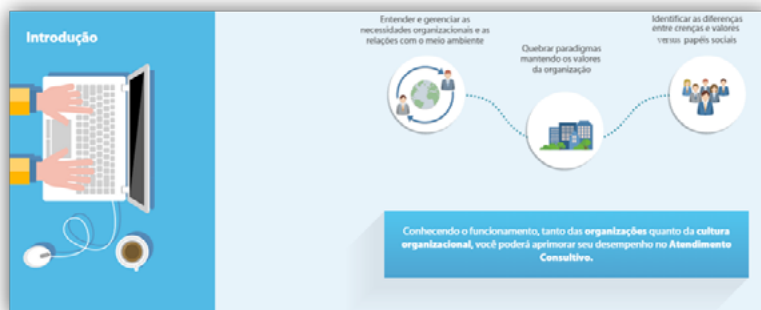 Introdução
Entender e gerenciar as
necessidades organizacionais e as
relações com o meio ambiente
Quebrar paradigmas
mantendo os valores
da organização
Identificar as diferenças
entre crenças e valores
versus papéis sociais
Conhecendo o funcionamento, tanto das organizações quanto da cultura
organizacional, você poderá aprimorar seu desempenho no Atendimento
Consultivo.